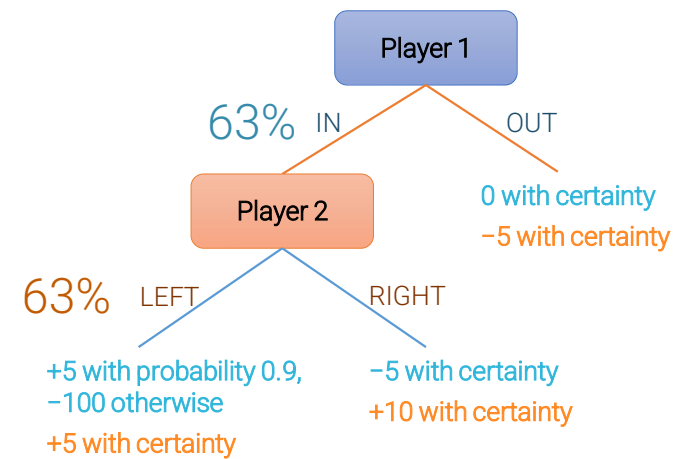 Player 1
63% IN
OUT
Player 2
0 with certainty
−5 with certainty
63% LEFT
RIGHT
+5 with probability 0.9,
−100 otherwise
+5 with certainty
−5 with certainty
+10 with certainty